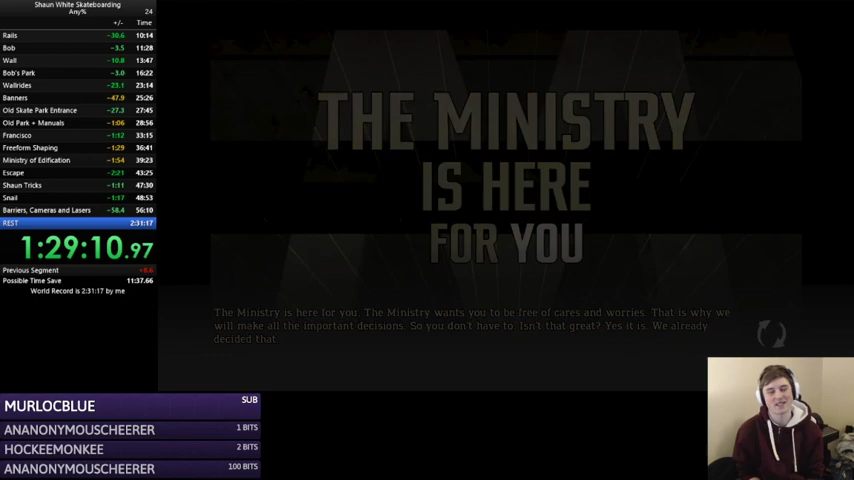 Shaun White Skateboarding
Any% 24
+/- Time
Rails -30.6 10:14
Bob -3.5 11:28
Wall -10.8 13:47
Bob's Park -3.0 16:22
Wallrides -23.1 23:14
Banners -47.9 25:26
Old Skate Park Entrance -27.3 27:45
Old Park + Manuals -1:06 28:56
Francisco -1:12 33:15
Freeform Shaping -1:29 36:41
Ministry of Edification -1:54 39:23
Escape -2:21 43:25
Shaun Tricks -1:11 47:30
Snail -1:17 48:53
Barriers, Cameras and Lasers -58.4 56:10
REST 2:31:17
1:29:10.97
Previous Segment +6.6
Possible Time Save 11:37.66
World Record is 2:31:17 by me
THE MINISTRY
IS HERE
FOR YOU
The Ministry is here for you. The Ministry wants you to be free of cares and worries. That is why we
will make all the important decisions. So you don't have to. Isn't that great? Yes it is. We already
decided that.
MURLOCBLUE SUB
ANANONYMOUSCHEERER 1 BITS
HOCKEEMONKEE 2 BITS
ANANONYMOUSCHEERER 100 BITS